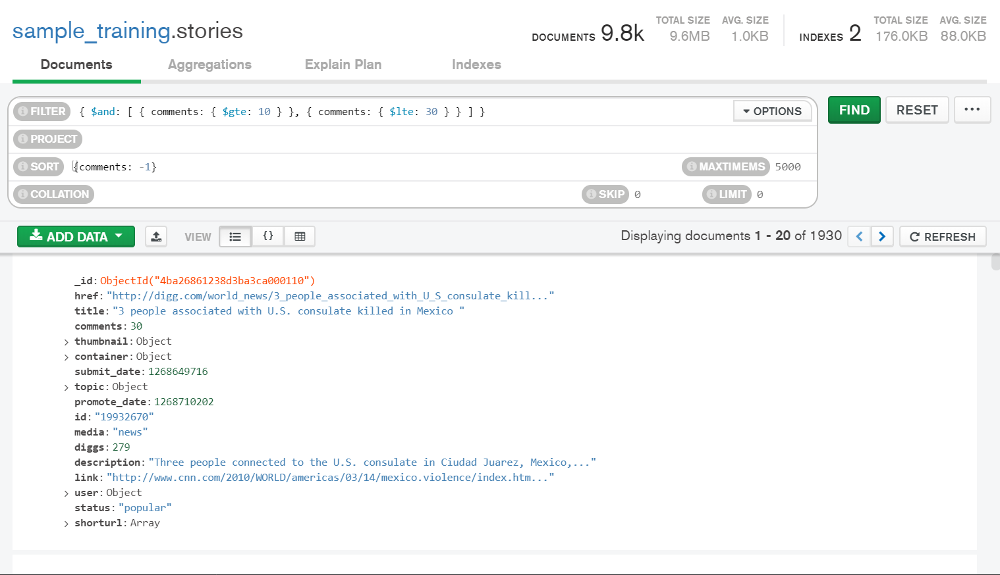 sample_training.stories
DOCUMENTS 9.8k TOTAL SIZE 9.6MB AVG. SIZE 1.0KB INDEXES 2 TOTAL SIZE 176.0KB AVG. SIZE 88.0KB
Documents Aggregations Explain Plan Indexes
FILTER { $and: [ { comments: { $gte: 10 } }, { comments: { $lte: 30 } } ] } OPTIONS FIND RESET ...
PROJECT
SORT {comments: -1} MAXTIMEMS 5000
COLLATION SKIP 0 LIMIT 0
ADD DATA VIEW {} Displaying documents 1 - 20 of 1930 < > REFRESH
_id: ObjectId("4ba26861238d3ba3ca000110")
href: "http://digg.com/world_news/3_people_associated_with_U_S_consulate_kill..."
title: "3 people associated with U.S. consulate killed in Mexico "
comments: 30
> thumbnail: Object
> container: Object
submit_date: 1268649716
> topic: Object
promote_date: 1268710202
id: "19932670"
media: "news"
diggs: 279
description: "Three people connected to the U.S. consulate in Ciudad Juarez, Mexico,..."
link: "http://www.cnn.com/2010/WORLD/americas/03/14/mexico.violence/index.htm..."
> user: Object
status: "popular"
> shorturl: Array